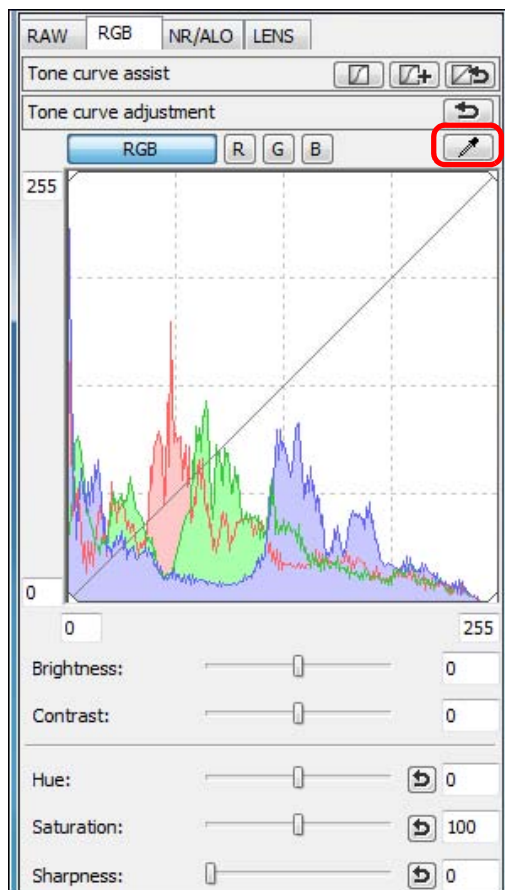 RAW RGB NR/ALO LENS
Tone curve assist
Tone curve adjustment
RGB R G B
255
0
0 255
Brightness: 0
Contrast: 0
Hue: 0
Saturation: 100
Sharpness: 0